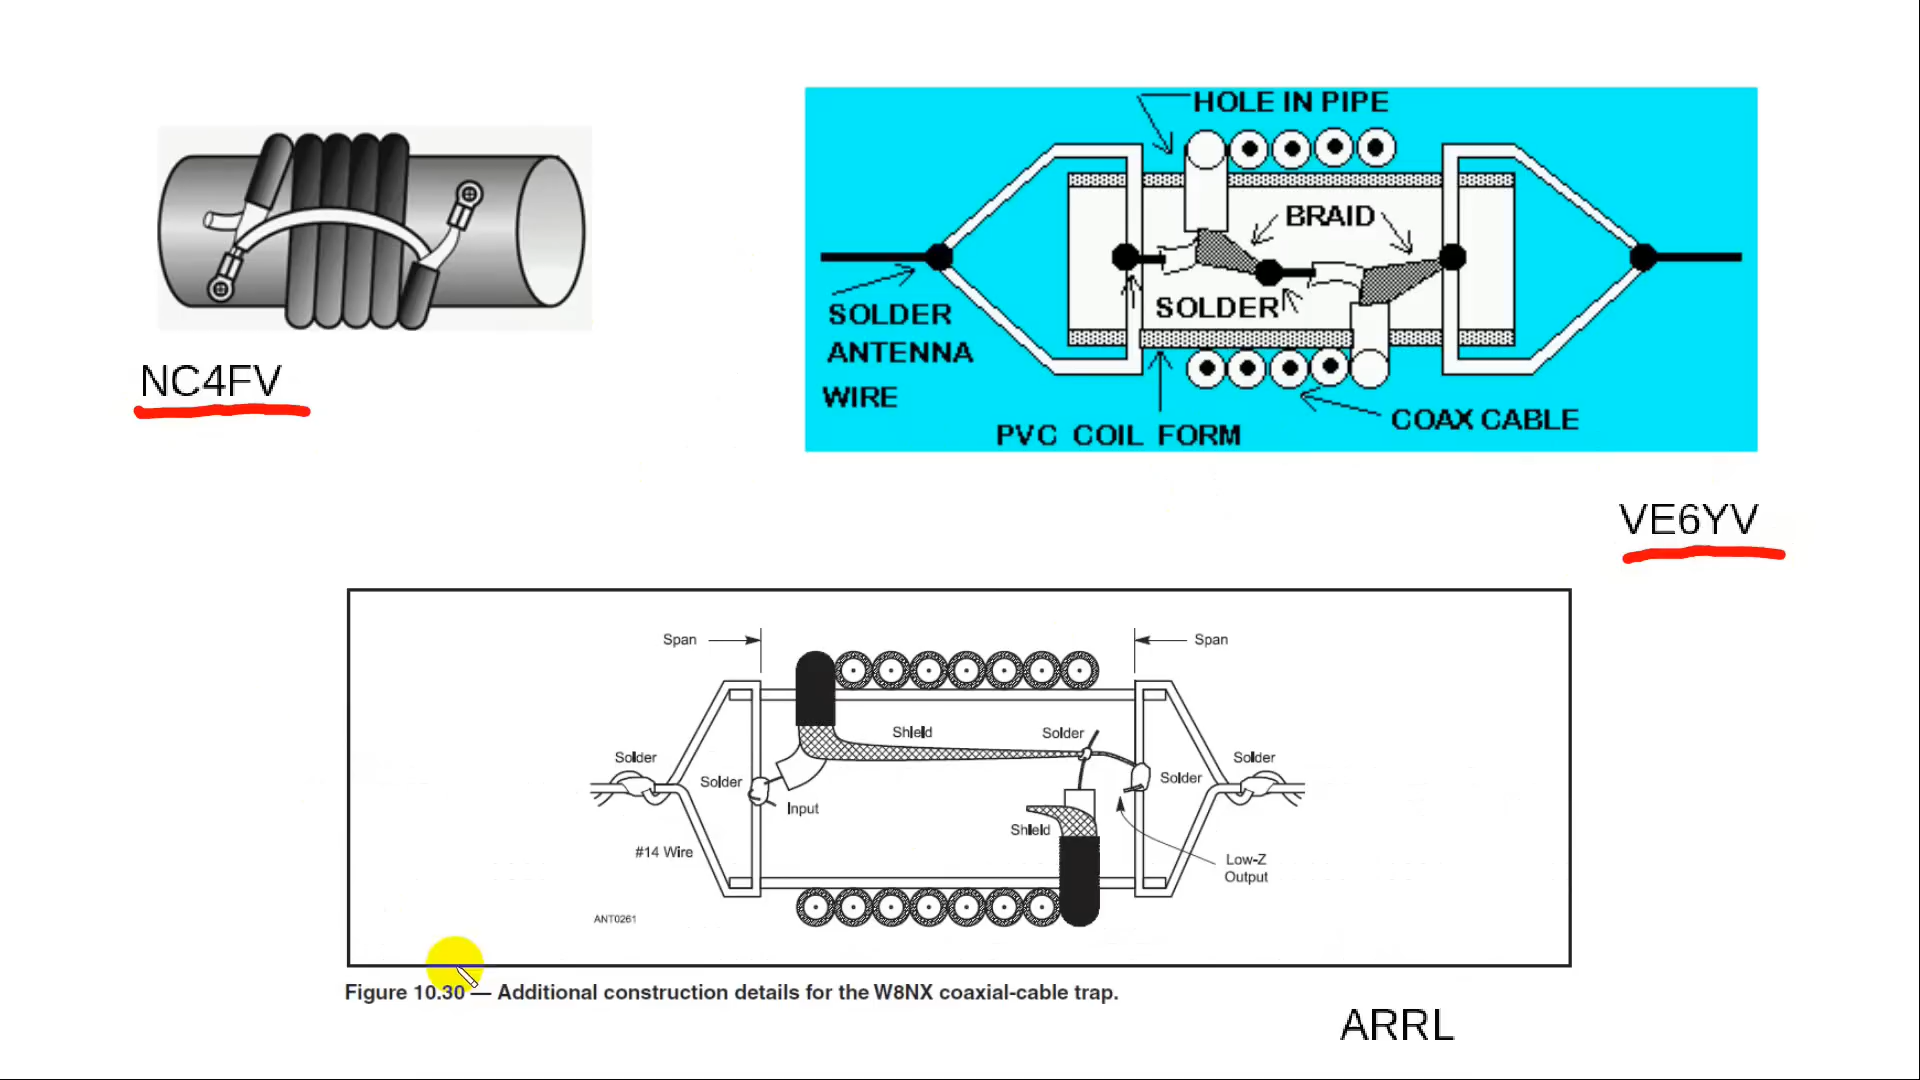 HOLE IN PIPE
BRAID
SOLDER
SOLDER
ANTENNA
WIRE
PVC COIL FORM
COAX CABLE
NC4FV
VE6YV
Span
Span
Shield
Solder
Solder
Solder
Solder
Solder
Input
Shield
#14 Wire
Low-Z
Output
ANT0261
Figure 10.30 — Additional construction details for the W8NX coaxial-cable trap.
ARRL